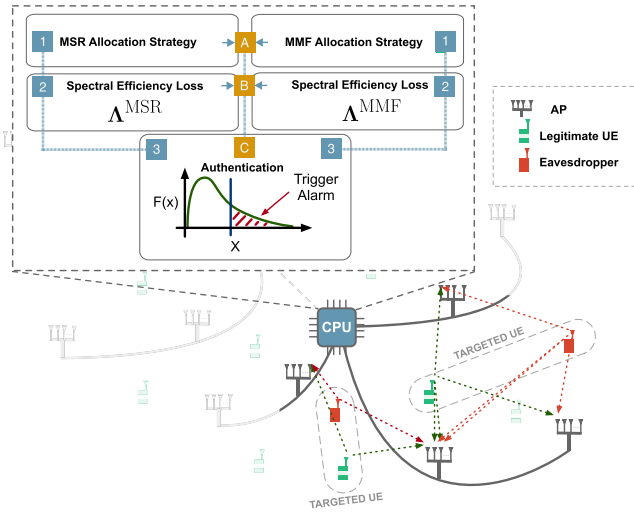 1 MSR Allocation Strategy A MMF Allocation Strategy 1
2 Spectral Efficiency Loss B Spectral Efficiency Loss 2
Λ^MSR Λ^MMF
3 C 3
Authentication
F(x)
Trigger
Alarm
X
AP
Legitimate UE
Eavesdropper
CPU
TARGETED UE
TARGETED UE